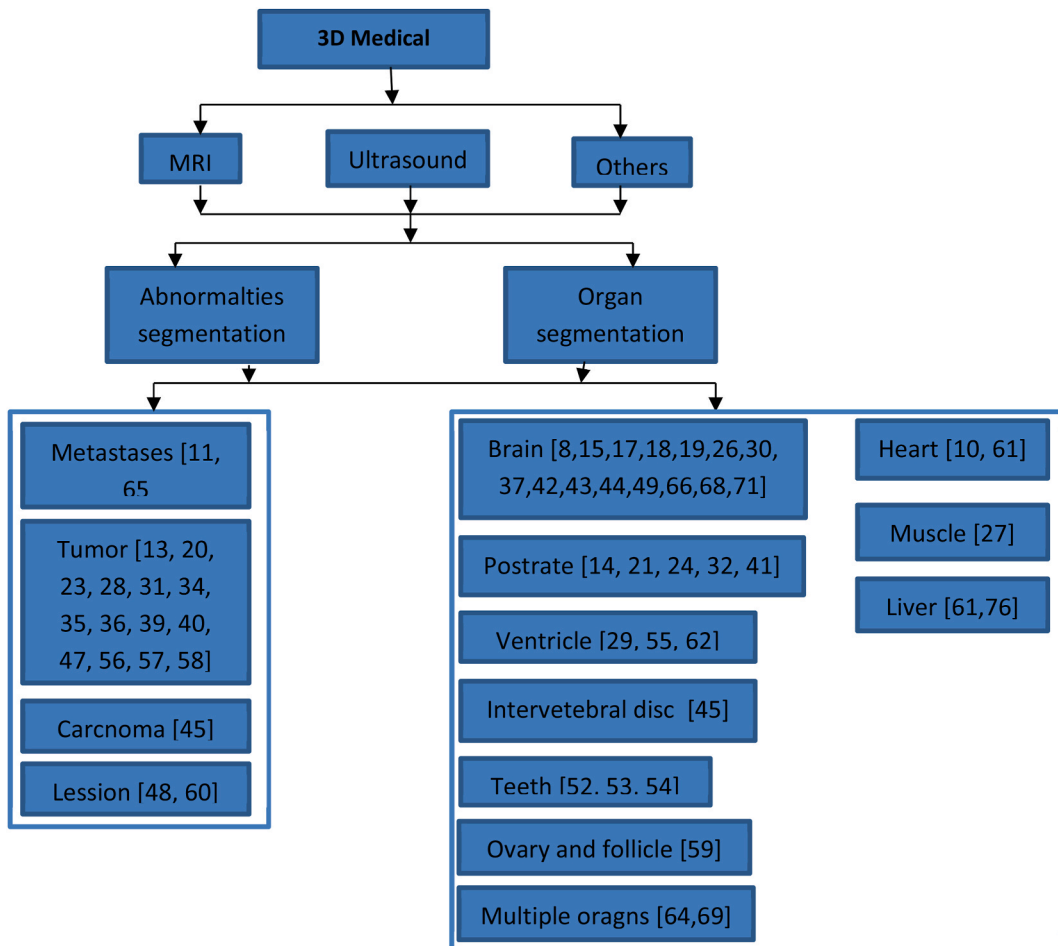 3D Medical
MRI
Ultrasound
Others
Abnormalties
segmentation
Organ
segmentation
Metastases [11,
65
Tumor [13, 20,
23, 28, 31, 34,
35, 36, 39, 40,
47, 56, 57, 58]
Carcnoma [45]
Lession [48, 60]
Brain [8,15,17,18,19,26,30,
37,42,43,44,49,66,68,71]
Postrate [14, 21, 24, 32, 41]
Ventricle [29, 55, 62]
Intervetebral disc [45]
Teeth [52, 53, 54]
Ovary and follicle [59]
Multiple oragns [64,69]
Heart [10, 61]
Muscle [27]
Liver [61,76]